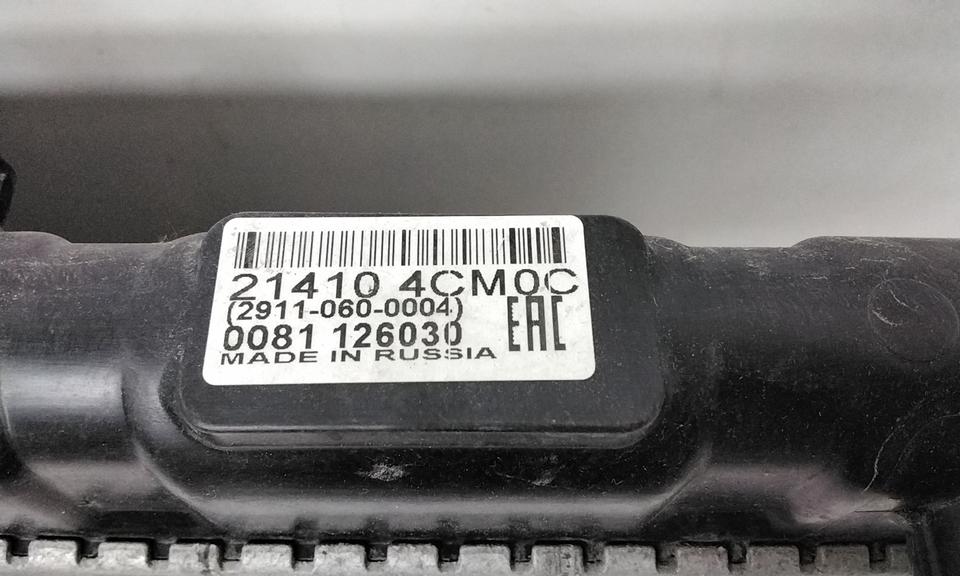 21410 4CM0C
(2911-060-0004)
0081 126030
EAC
MADE IN RUSSIA